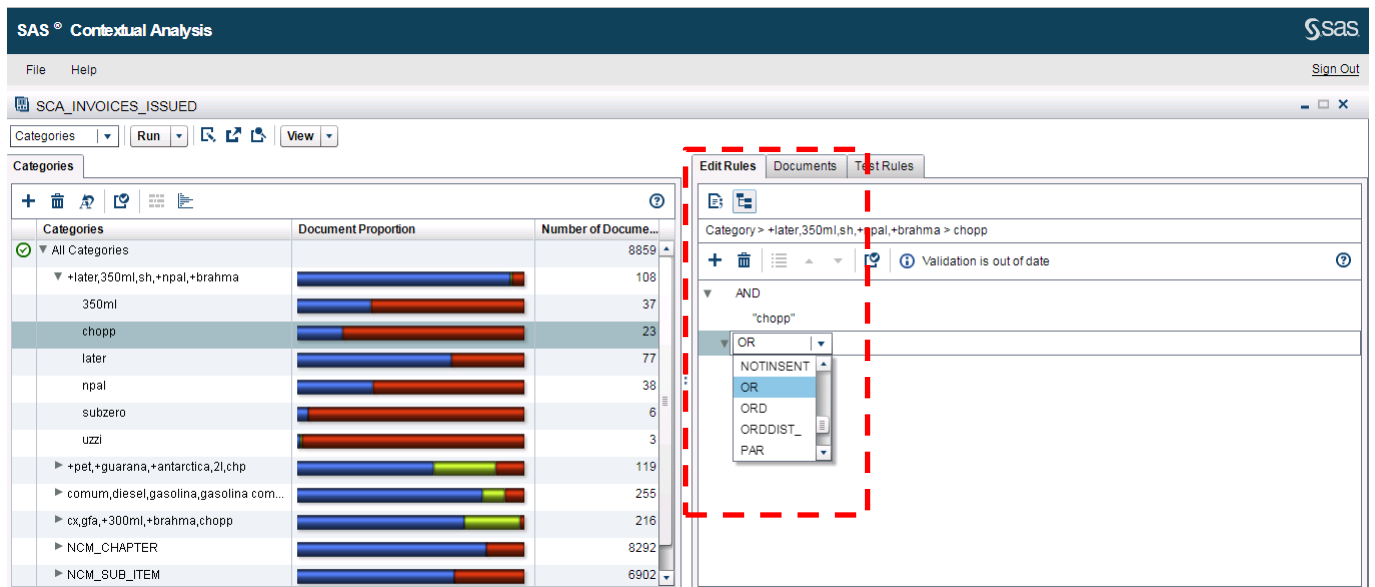 SAS ® Contextual Analysis
sas
File Help
Sign Out
SCA_INVOICES_ISSUED
Categories Run View
Categories
Edit Rules Documents Test Rules
Categories Document Proportion Number of Docume...
Category > +later,350ml,sh,+npal,+brahma > chopp
All Categories 8859
Validation is out of date
+later,350ml,sh,+npal,+brahma 108
AND
350ml 37
"chopp"
chopp 23
OR
later 77
NOTINSENT
npal 38
OR
subzero 6
ORD
ORDDIST_
uzzi 3
PAR
+pet,+guarana,+antarctica,2l,chp 119
comum,diesel,gasolina,gasolina com... 255
cx,gfa,+300ml,+brahma,chopp 216
NCM_CHAPTER 8292
NCM_SUB_ITEM 6902